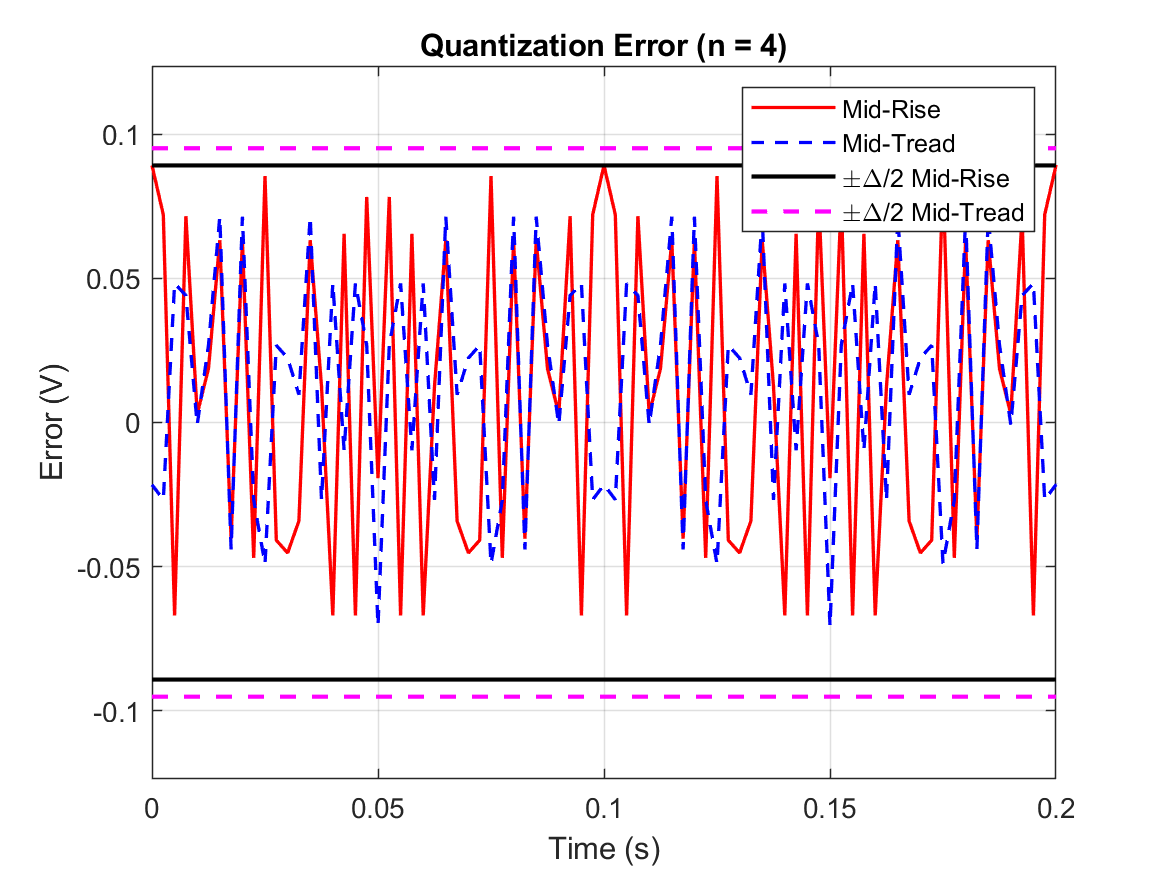 Quantization Error (n = 4)
Mid-Rise
Mid-Tread
±Δ/2 Mid-Rise
±Δ/2 Mid-Tread
0.1
0.05
0
-0.05
-0.1
Error (V)
0 0.05 0.1 0.15 0.2
Time (s)